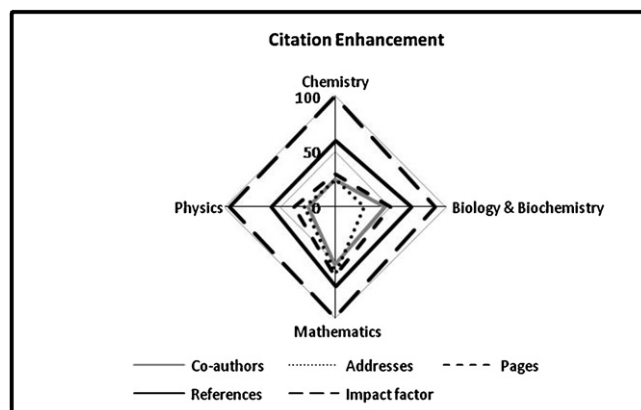 Citation Enhancement
Chemistry
100
50
0
Physics
Biology & Biochemistry
Mathematics
Co-authors
Addresses
Pages
References
Impact factor